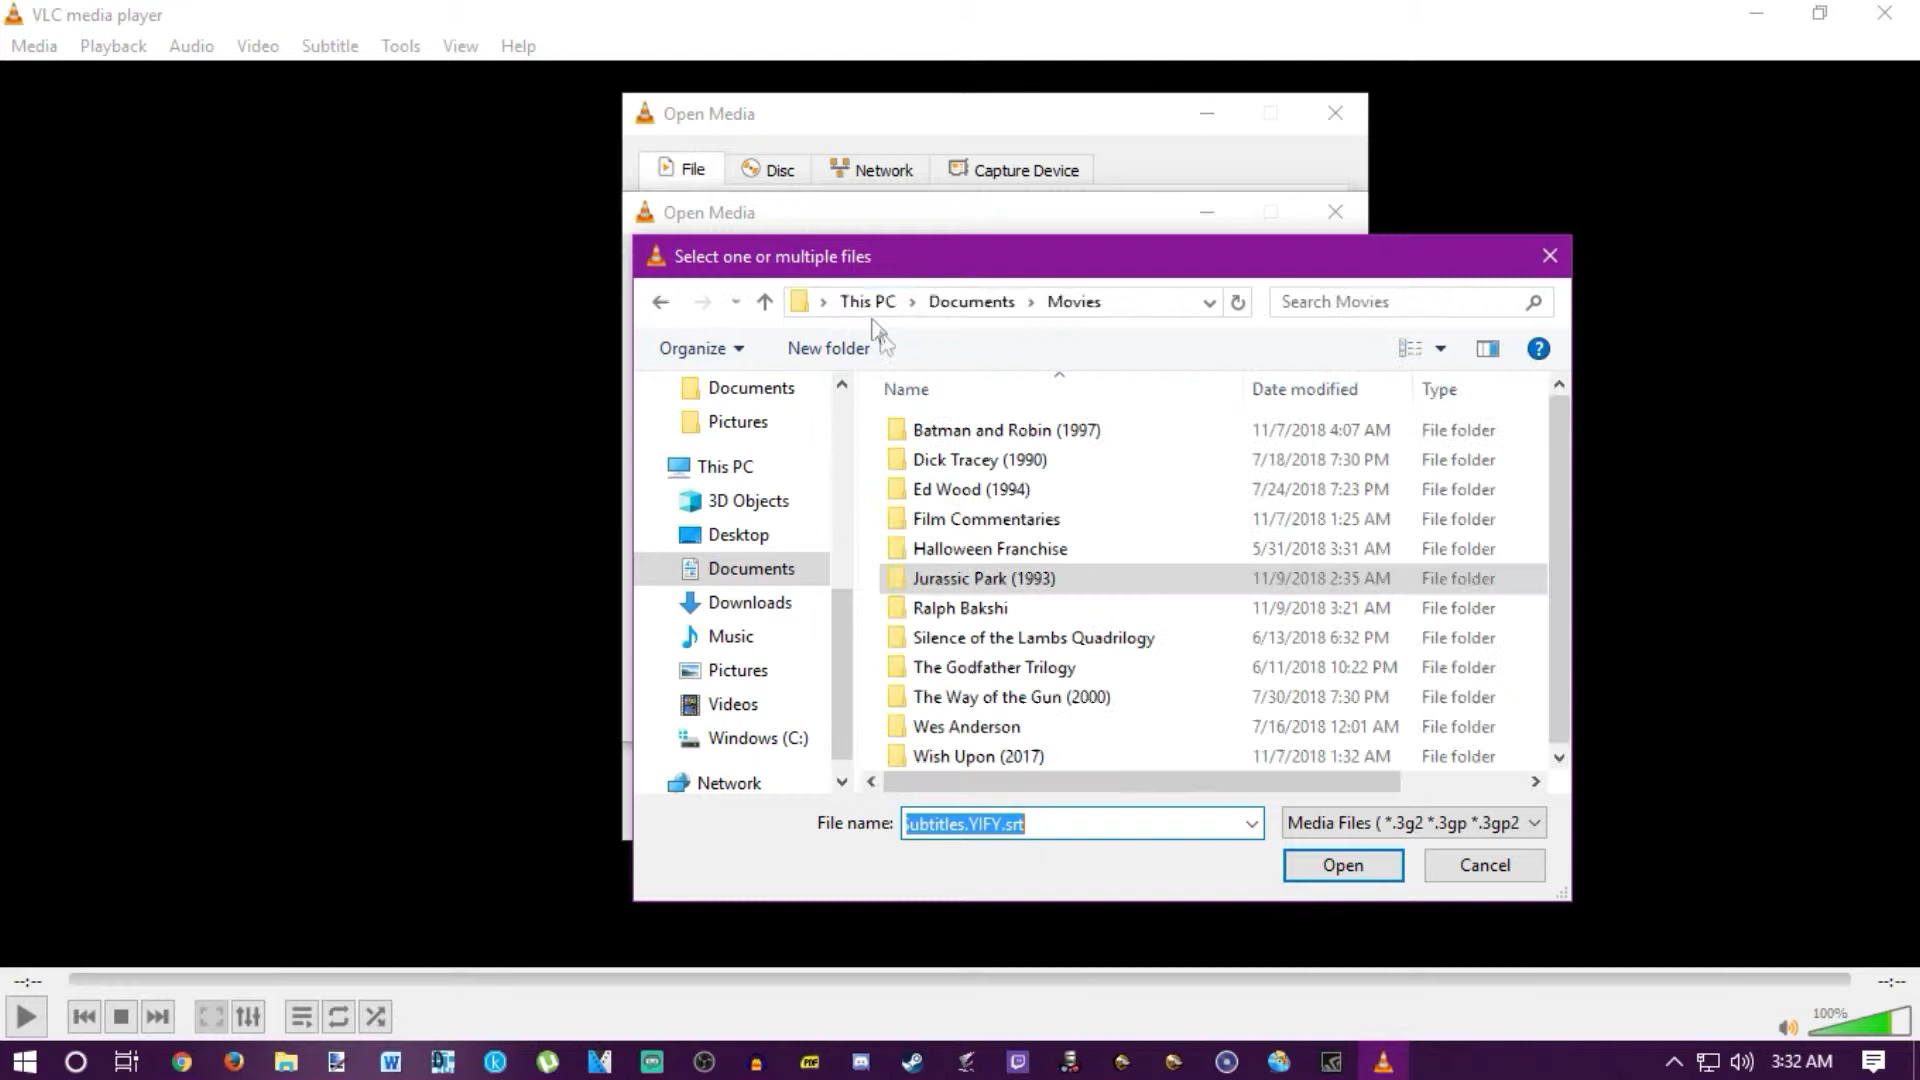 VLC media player
Media Playback Audio Video Subtitle Tools View Help
Open Media
File Disc Network Capture Device
Open Media
Select one or multiple files
This PC Documents Movies
Search Movies
Organize New folder
Name Date modified Type
Documents
Pictures
This PC
3D Objects
Desktop
Documents
Downloads
Music
Pictures
Videos
Windows (C:)
Network
Batman and Robin (1997) 11/7/2018 4:07 AM File folder
Dick Tracey (1990) 7/18/2018 7:30 PM File folder
Ed Wood (1994) 7/24/2018 7:23 PM File folder
Film Commentaries 11/7/2018 1:25 AM File folder
Halloween Franchise 5/31/2018 3:31 AM File folder
Jurassic Park (1993) 11/9/2018 2:35 AM File folder
Ralph Bakshi 11/9/2018 3:21 AM File folder
Silence of the Lambs Quadrilogy 6/13/2018 6:32 PM File folder
The Godfather Trilogy 6/11/2018 10:22 PM File folder
The Way of the Gun (2000) 7/30/2018 7:30 PM File folder
Wes Anderson 7/16/2018 12:01 AM File folder
Wish Upon (2017) 11/7/2018 1:32 AM File folder
File name: ubtitles.YIFY.srt
Media Files ( *.3g2 *.3gp *.3gp2
Open Cancel
--:-- --:--
100%
3:32 AM